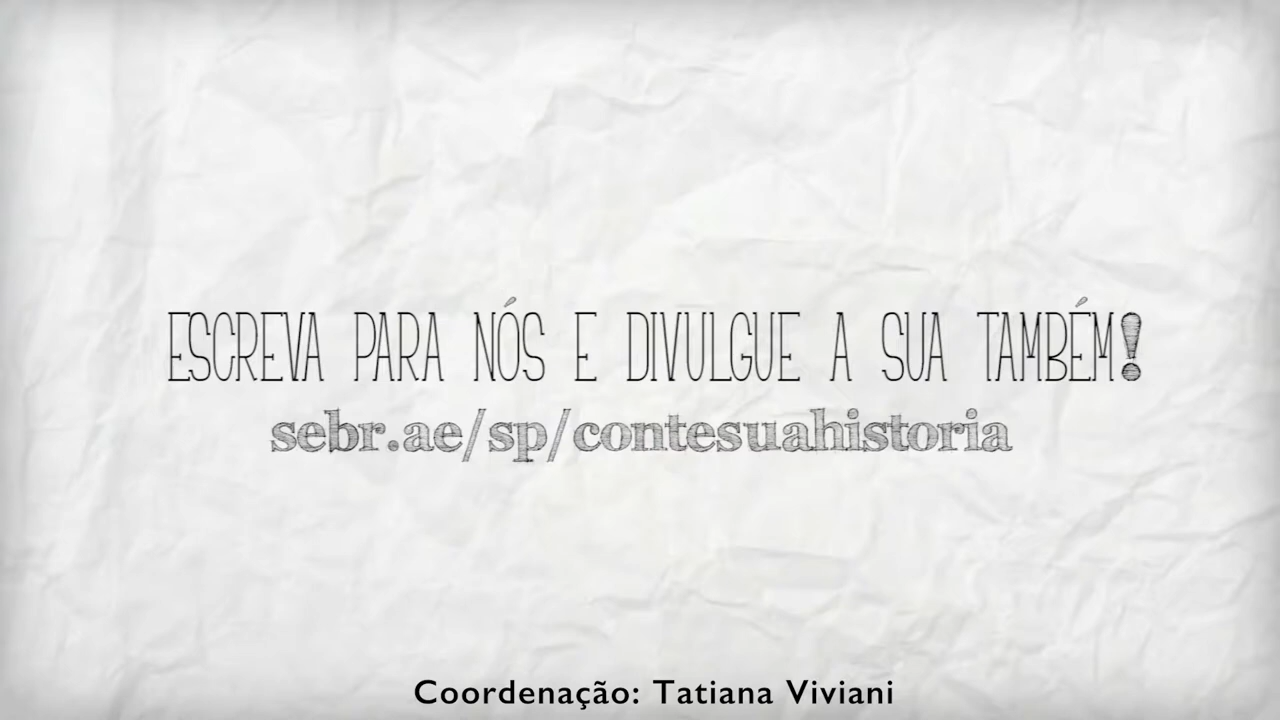 ESCREVA PARA NÓS E DIVULGUE A SUA TAMBÉM!
sebr.ae/sp/contesuahistoria
Coordenação: Tatiana Viviani